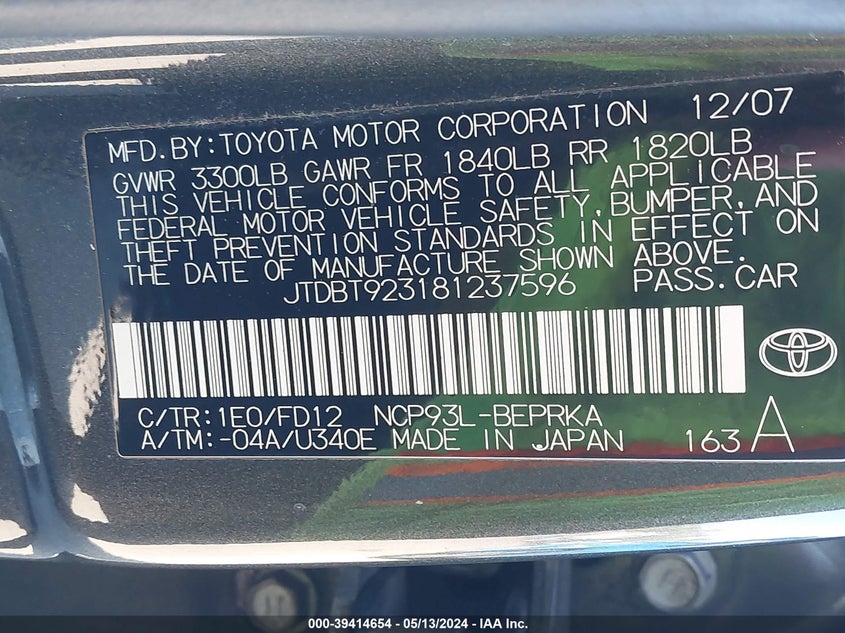 MFD.BY:TOYOTA MOTOR CORPORATION 12/07
GVWR 3300LB GAWR FR 1840LB RR 1820LB
THIS VEHICLE CONFORMS TO ALL APPLICABLE
FEDERAL MOTOR VEHICLE SAFETY,BUMPER,AND
THEFT PREVENTION STANDARDS IN EFFECT ON
THE DATE OF MANUFACTURE SHOWN ABOVE.
JTDBT923181237596 PASS.CAR
C/TR:1E0/FD12 NCP93L-BEPRKA
A/TM:-04A/U340E MADE IN JAPAN 163 A
000-39414654 - 05/13/2024 - IAA Inc.